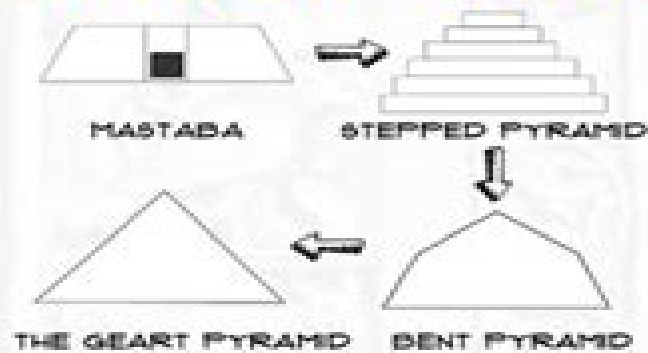 MASTABA
STEPPED PYRAMID
THE GEART PYRAMID
BENT PYRAMID